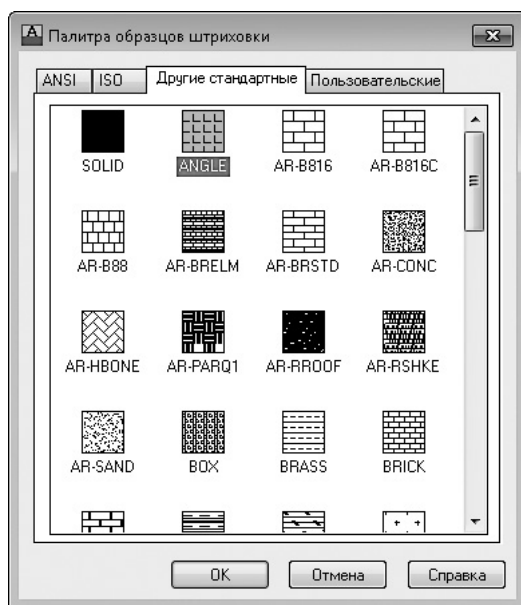 Палитра образцов штриховки
ANSI ISO Другие стандартные Пользовательские
SOLID ANGLE AR-B816 AR-B816C
AR-B88 AR-BRELM AR-BRSTD AR-CONC
AR-HBONE AR-PARQ1 AR-RROOF AR-RSHKE
AR-SAND BOX BRASS BRICK
OK Отмена Справка